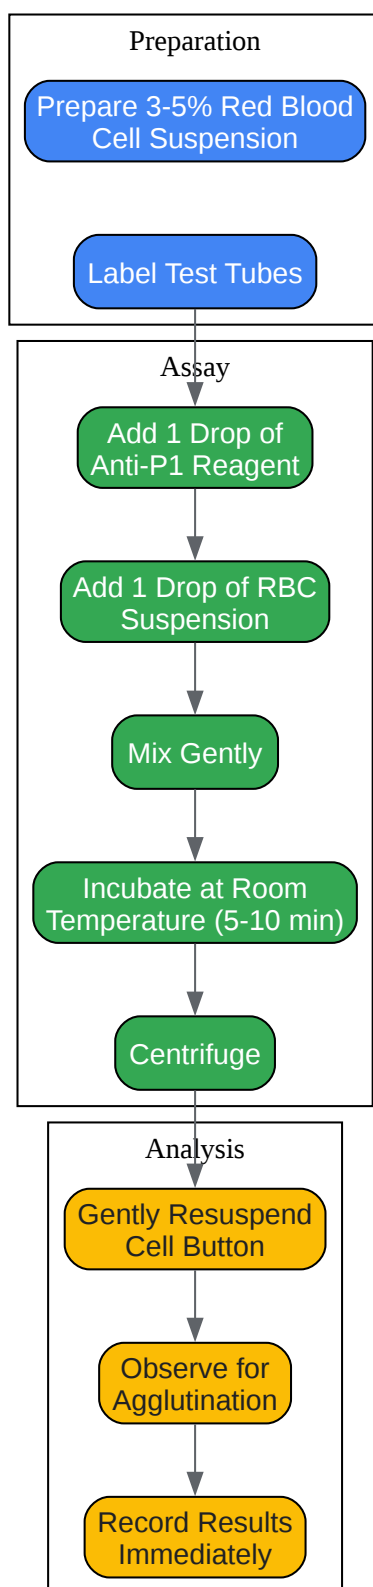 Preparation
Prepare 3-5% Red Blood
Cell Suspension
Label Test Tubes
Assay
Add 1 Drop of
Anti-P1 Reagent
Add 1 Drop of RBC
Suspension
Mix Gently
Incubate at Room
Temperature (5-10 min)
Centrifuge
Analysis
Gently Resuspend
Cell Button
Observe for
Agglutination
Record Results
Immediately